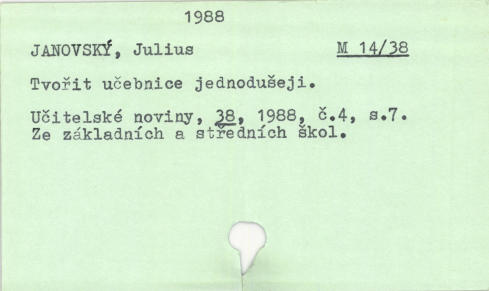 1988
JANOVSKÝ, Julius M 14/38
Tvořit učebnice jednodušeji.
Učitelské noviny, 38, 1988, č.4, s.7.
Ze základních a středních škol.